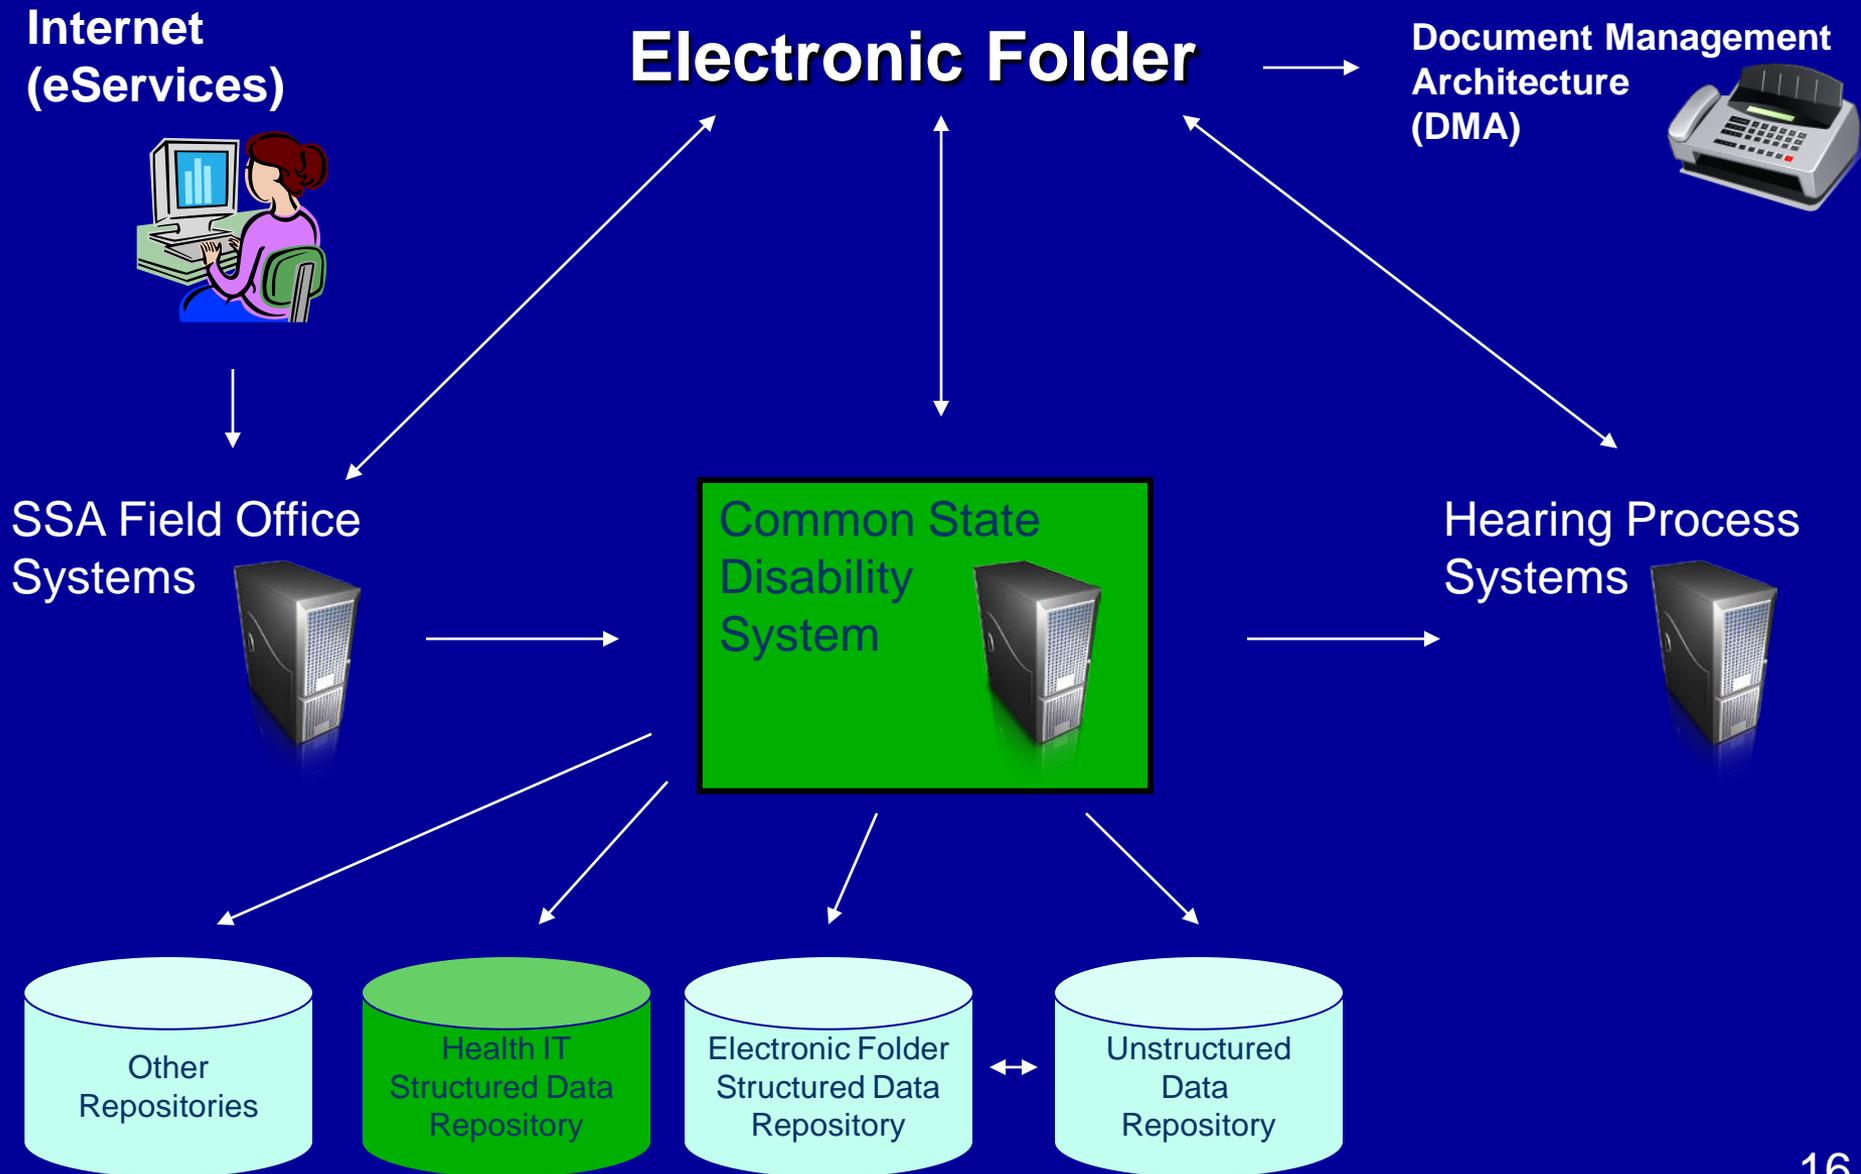 Internet
(eServices)
Electronic Folder
Document Management
Architecture
(DMA)
SSA Field Office
Systems
Common State
Disability
System
Hearing Process
Systems
Other
Repositories
Health IT
Structured Data
Repository
Electronic Folder
Structured Data
Repository
Unstructured
Data
Repository
16